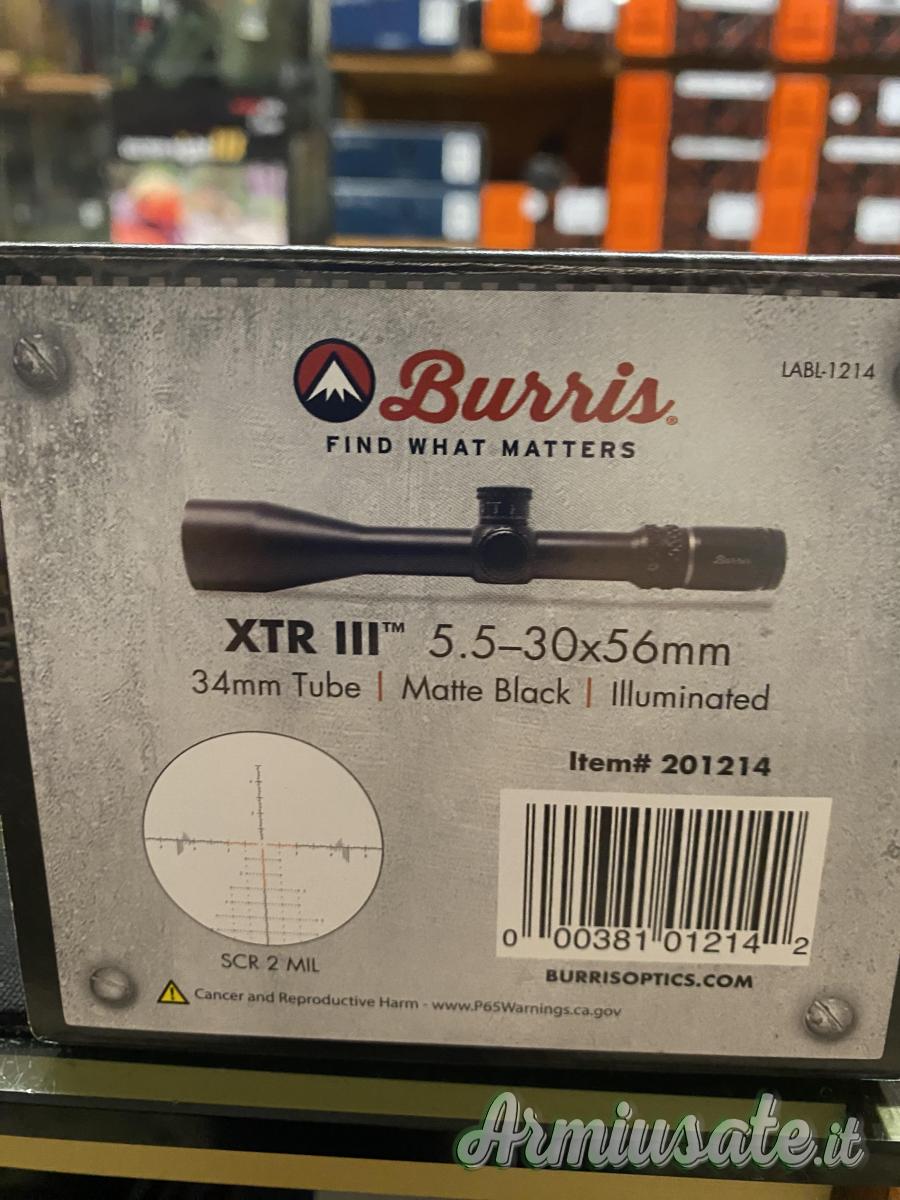 LABL-1214
Burris®
FIND WHAT MATTERS
Burris
XTR III™ 5.5–30x56mm
34mm Tube | Matte Black | Illuminated
Item# 201214
0 00381 01214 2
SCR 2 MIL
BURRISOPTICS.COM
Cancer and Reproductive Harm - www.P65Warnings.ca.gov
Armiusate.it